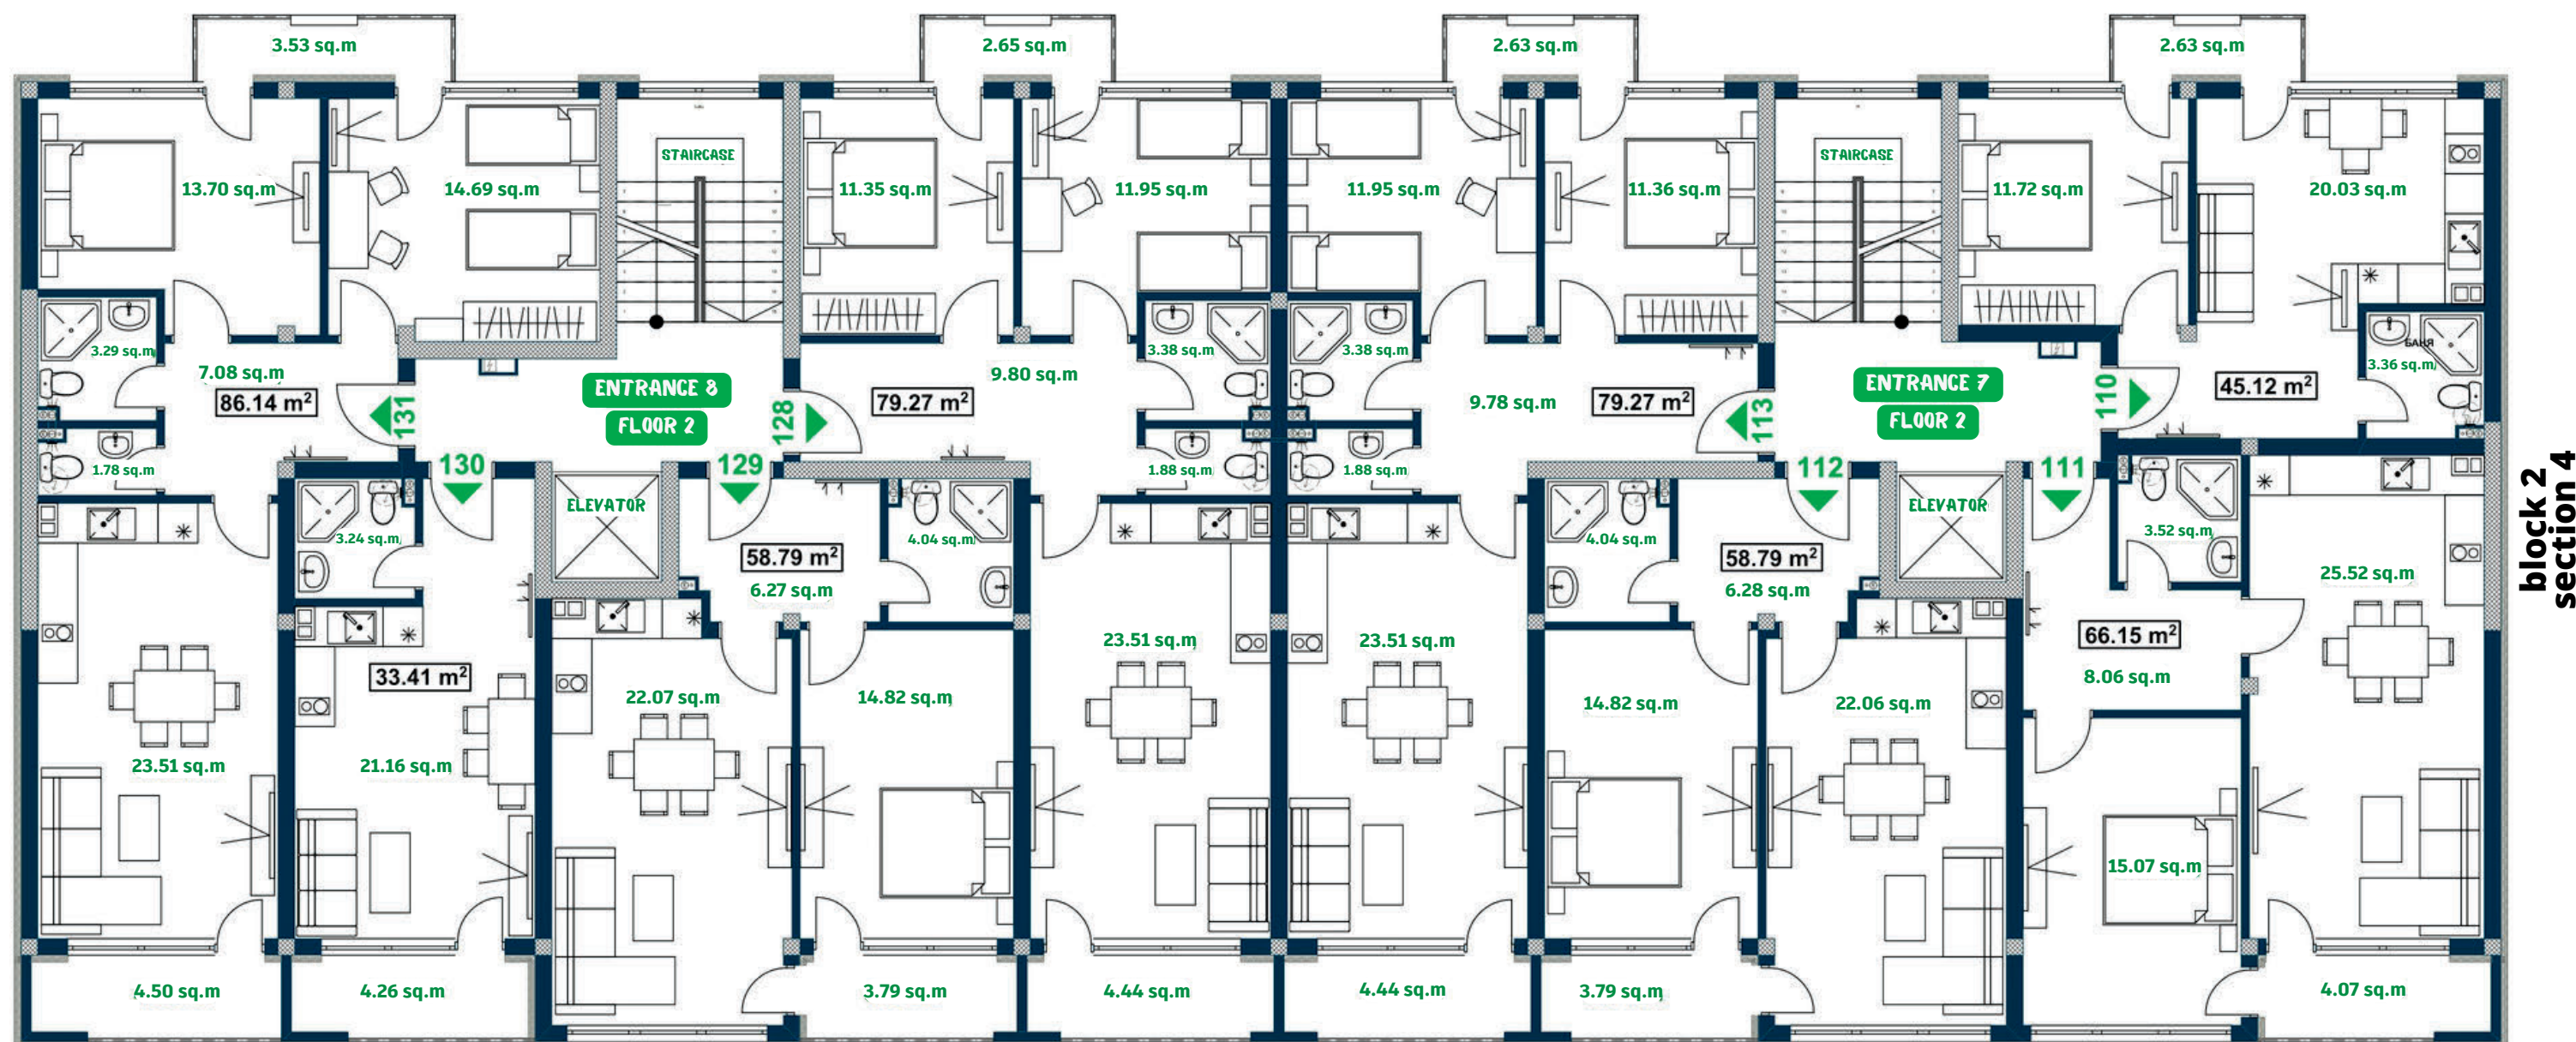 3.53 sq.m
2.65 sq.m
2.63 sq.m
2.63 sq.m
STAIRCASE
STAIRCASE
13.70 sq.m
14.69 sq.m
11.35 sq.m
11.95 sq.m
11.95 sq.m
11.36 sq.m
11.72 sq.m
20.03 sq.m
3.29 sq.m
3.38 sq.m
3.38 sq.m
БАНЯ
3.36 sq.m
7.08 sq.m
9.80 sq.m
9.78 sq.m
86.14 m²
131
ENTRANCE 8
FLOOR 2
128
79.27 m²
79.27 m²
113
ENTRANCE 7
FLOOR 2
110
45.12 m²
1.78 sq.m
130
129
1.88 sq.m
1.88 sq.m
112
111
ELEVATOR
ELEVATOR
3.24 sq.m
4.04 sq.m
4.04 sq.m
3.52 sq.m
58.79 m²
6.27 sq.m
58.79 m²
6.28 sq.m
25.52 sq.m
block 2
section 4
23.51 sq.m
23.51 sq.m
66.15 m²
8.06 sq.m
33.41 m²
22.07 sq.m
14.82 sq.m
14.82 sq.m
22.06 sq.m
23.51 sq.m
21.16 sq.m
15.07 sq.m
4.50 sq.m
4.26 sq.m
3.79 sq.m
4.44 sq.m
4.44 sq.m
3.79 sq.m
4.07 sq.m